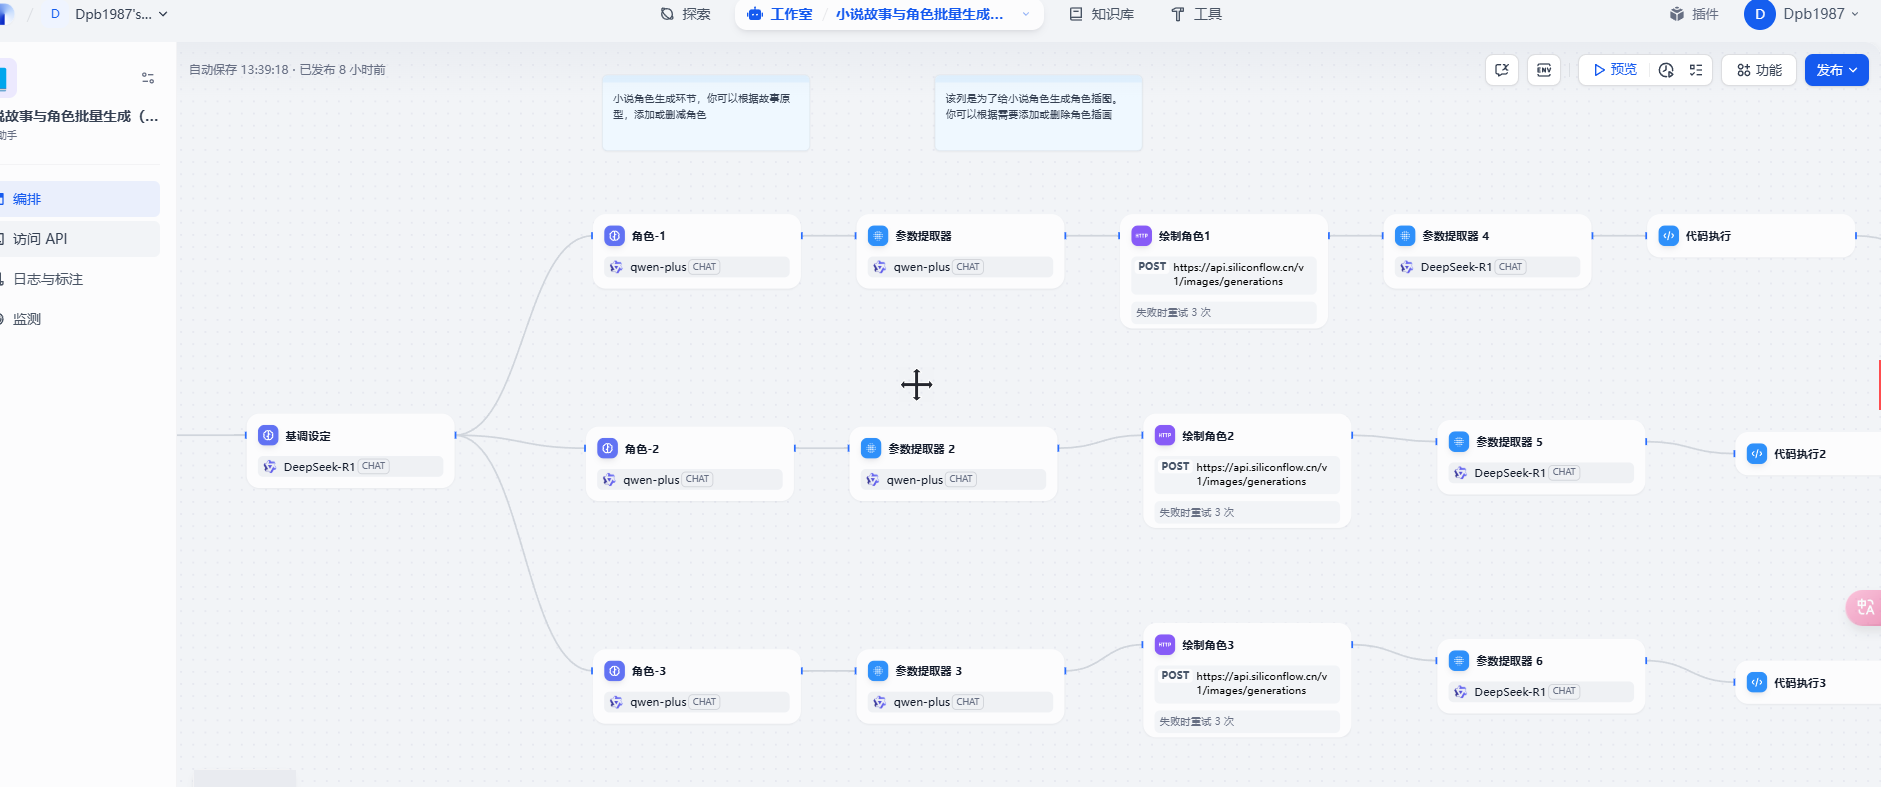 D Dpb1987's...
探索
工作室 / 小说故事与角色批量生成...
知识库
工具
插件
D Dpb1987
自动保存 13:39:18 · 已发布 8 小时前
ENV
预览
功能
发布
说故事与角色批量生成（...
助手
编排
访问 API
日志与标注
监测
小说角色生成环节，你可以根据故事原
型，添加或删减角色
该列是为了给小说角色生成角色插图。
你可以根据需要添加或删除角色插画
角色-1
qwen-plus CHAT
参数提取器
qwen-plus CHAT
HTTP 绘制角色1
POST https://api.siliconflow.cn/v
1/images/generations
失败时重试 3 次
参数提取器 4
DeepSeek-R1 CHAT
代码执行
基调设定
DeepSeek-R1 CHAT
角色-2
qwen-plus CHAT
参数提取器 2
qwen-plus CHAT
HTTP 绘制角色2
POST https://api.siliconflow.cn/v
1/images/generations
失败时重试 3 次
参数提取器 5
DeepSeek-R1 CHAT
代码执行2
角色-3
qwen-plus CHAT
参数提取器 3
qwen-plus CHAT
HTTP 绘制角色3
POST https://api.siliconflow.cn/v
1/images/generations
失败时重试 3 次
参数提取器 6
DeepSeek-R1 CHAT
代码执行3
中A